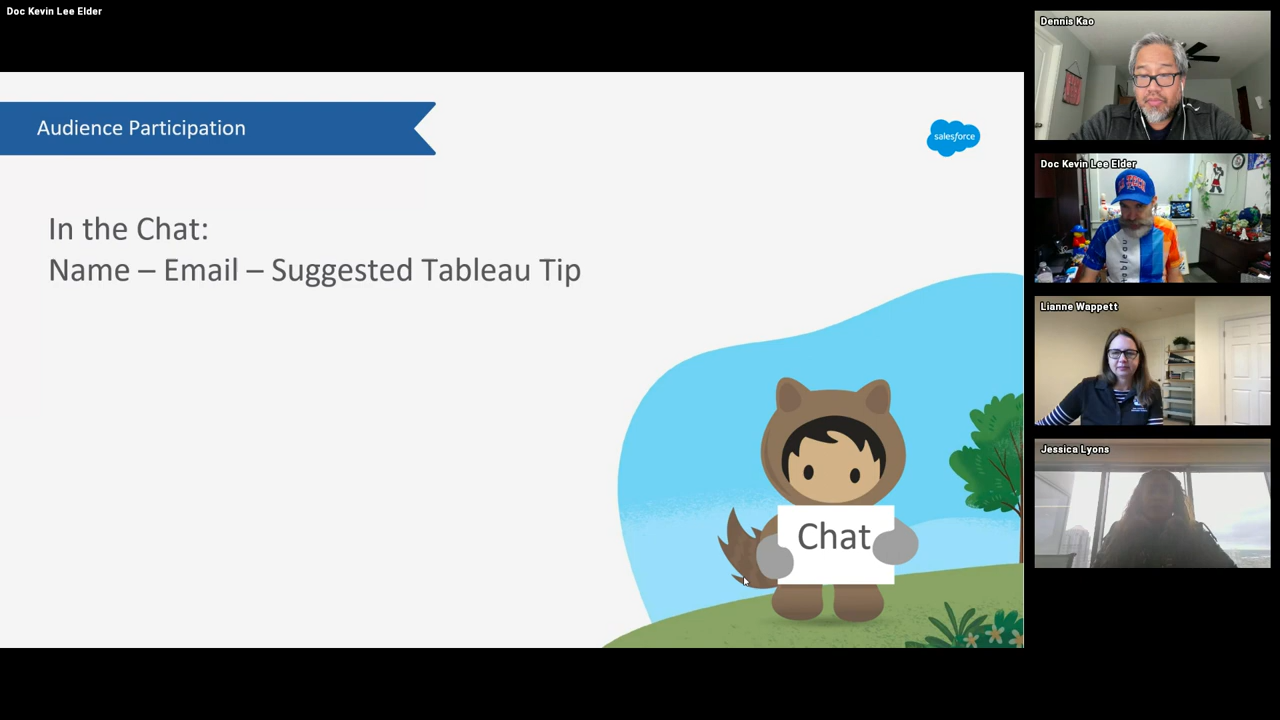 Doc Kevin Lee Elder
Audience Participation
salesforce
In the Chat:
Name – Email – Suggested Tableau Tip
Chat
Dennis Kao
Doc Kevin Lee Elder
tableau
Lianne Wappett
Jessica Lyons